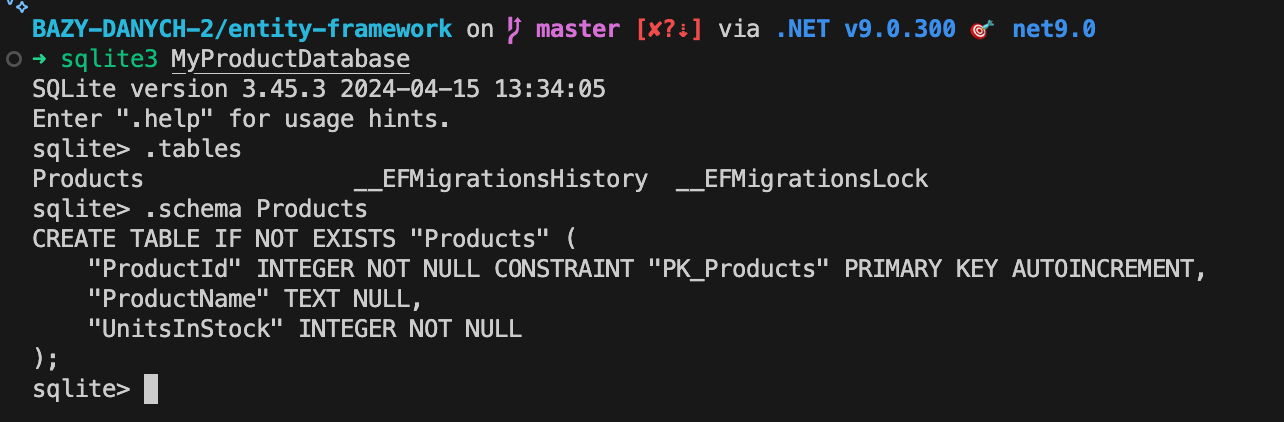 BAZY-DANYCH-2/entity-framework on master [✘?⇣] via .NET v9.0.300 🎯 net9.0
→ sqlite3 MyProductDatabase
SQLite version 3.45.3 2024-04-15 13:34:05
Enter ".help" for usage hints.
sqlite> .tables
Products __EFMigrationsHistory __EFMigrationsLock
sqlite> .schema Products
CREATE TABLE IF NOT EXISTS "Products" (
"ProductId" INTEGER NOT NULL CONSTRAINT "PK_Products" PRIMARY KEY AUTOINCREMENT,
"ProductName" TEXT NULL,
"UnitsInStock" INTEGER NOT NULL
);
sqlite>